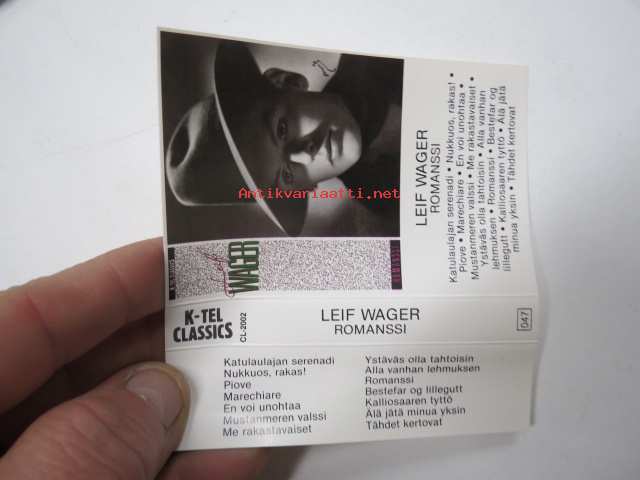 LEIF WAGER
ROMANSSI
Katulaulajan serenadi • Nukkuos, rakas! •
Piove • Marechiare • En voi unohtaa •
Mustanmeren valssi • Me rakastavaiset •
Ystäväs olla tahtoisin • Alla vanhan
lehmuksen • Romanssi • Bestefar og
lillegutt • Kalliosaaren tyttö • Älä jätä
minua yksin • Tähdet kertovat
Antikvariaatti.net
Leif
WAGER
ROMANSSI
K-TEL
CLASSICS
CL-2002
LEIF WAGER
ROMANSSI
047
Katulaulajan serenadi
Nukkuos, rakas!
Piove
Marechiare
En voi unohtaa
Mustanmeren valssi
Me rakastavaiset
Ystäväs olla tahtoisin
Alla vanhan lehmuksen
Romanssi
Bestefar og lillegutt
Kalliosaaren tyttö
Älä jätä minua yksin
Tähdet kertovat